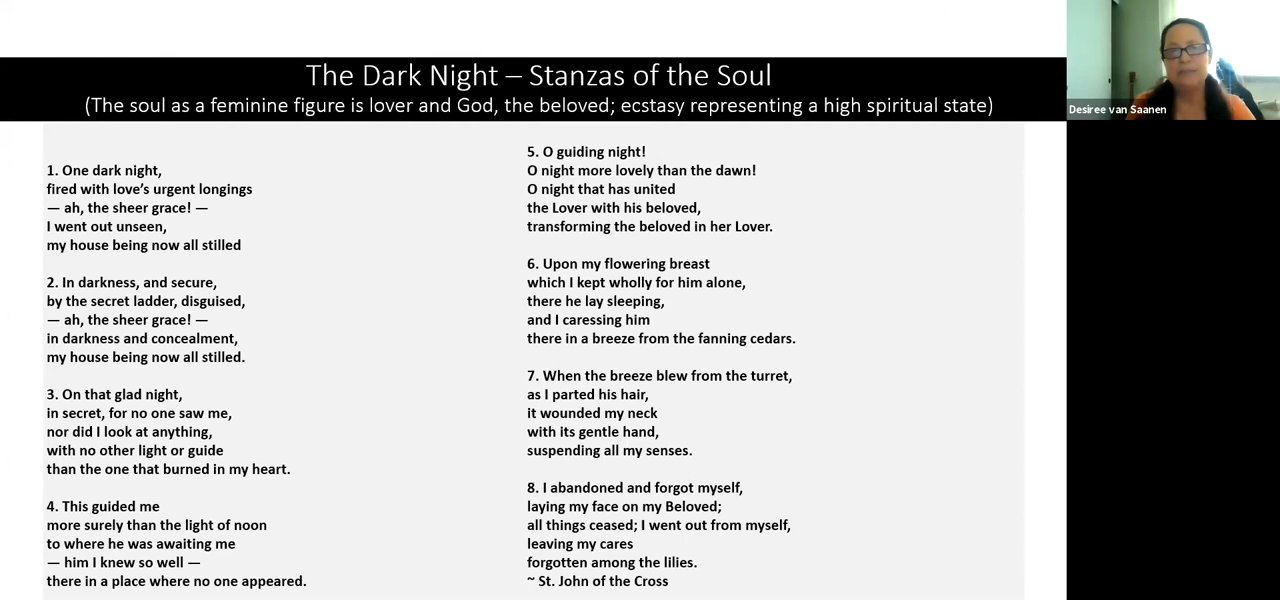 The Dark Night – Stanzas of the Soul
(The soul as a feminine figure is lover and God, the beloved; ecstasy representing a high spiritual state)
1. One dark night,
fired with love’s urgent longings
— ah, the sheer grace! —
I went out unseen,
my house being now all stilled
2. In darkness, and secure,
by the secret ladder, disguised,
— ah, the sheer grace! —
in darkness and concealment,
my house being now all stilled.
3. On that glad night,
in secret, for no one saw me,
nor did I look at anything,
with no other light or guide
than the one that burned in my heart.
4. This guided me
more surely than the light of noon
to where he was awaiting me
— him I knew so well —
there in a place where no one appeared.
5. O guiding night!
O night more lovely than the dawn!
O night that has united
the Lover with his beloved,
transforming the beloved in her Lover.
6. Upon my flowering breast
which I kept wholly for him alone,
there he lay sleeping,
and I caressing him
there in a breeze from the fanning cedars.
7. When the breeze blew from the turret,
as I parted his hair,
it wounded my neck
with its gentle hand,
suspending all my senses.
8. I abandoned and forgot myself,
laying my face on my Beloved;
all things ceased; I went out from myself,
leaving my cares
forgotten among the lilies.
~ St. John of the Cross
Desiree van Saanen